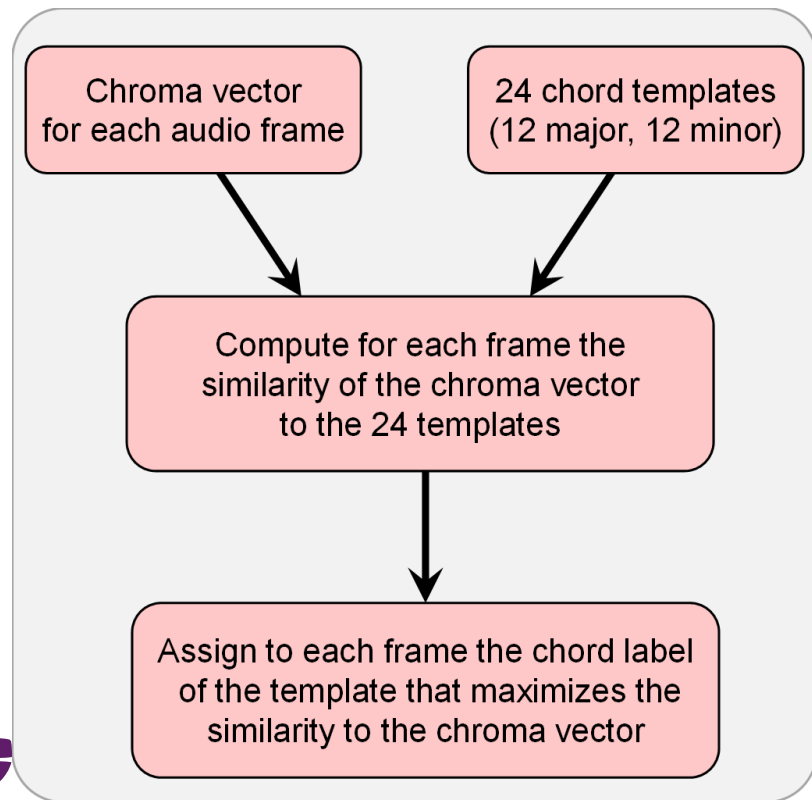 Chroma vector
for each audio frame
24 chord templates
(12 major, 12 minor)
Compute for each frame the
similarity of the chroma vector
to the 24 templates
Assign to each frame the chord label
of the template that maximizes the
similarity to the chroma vector